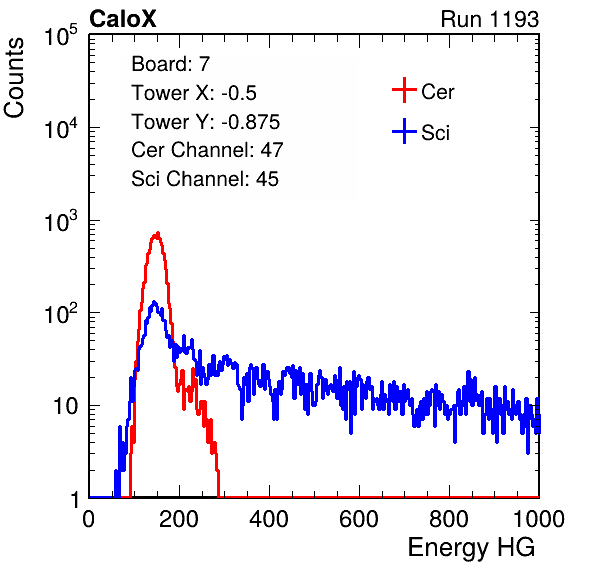 CaloX Run 1193
Counts
10^5
10^4
10^3
10^2
10
1
Board: 7
Tower X: -0.5
Tower Y: -0.875
Cer Channel: 47
Sci Channel: 45
Cer
Sci
0 200 400 600 800 1000
Energy HG